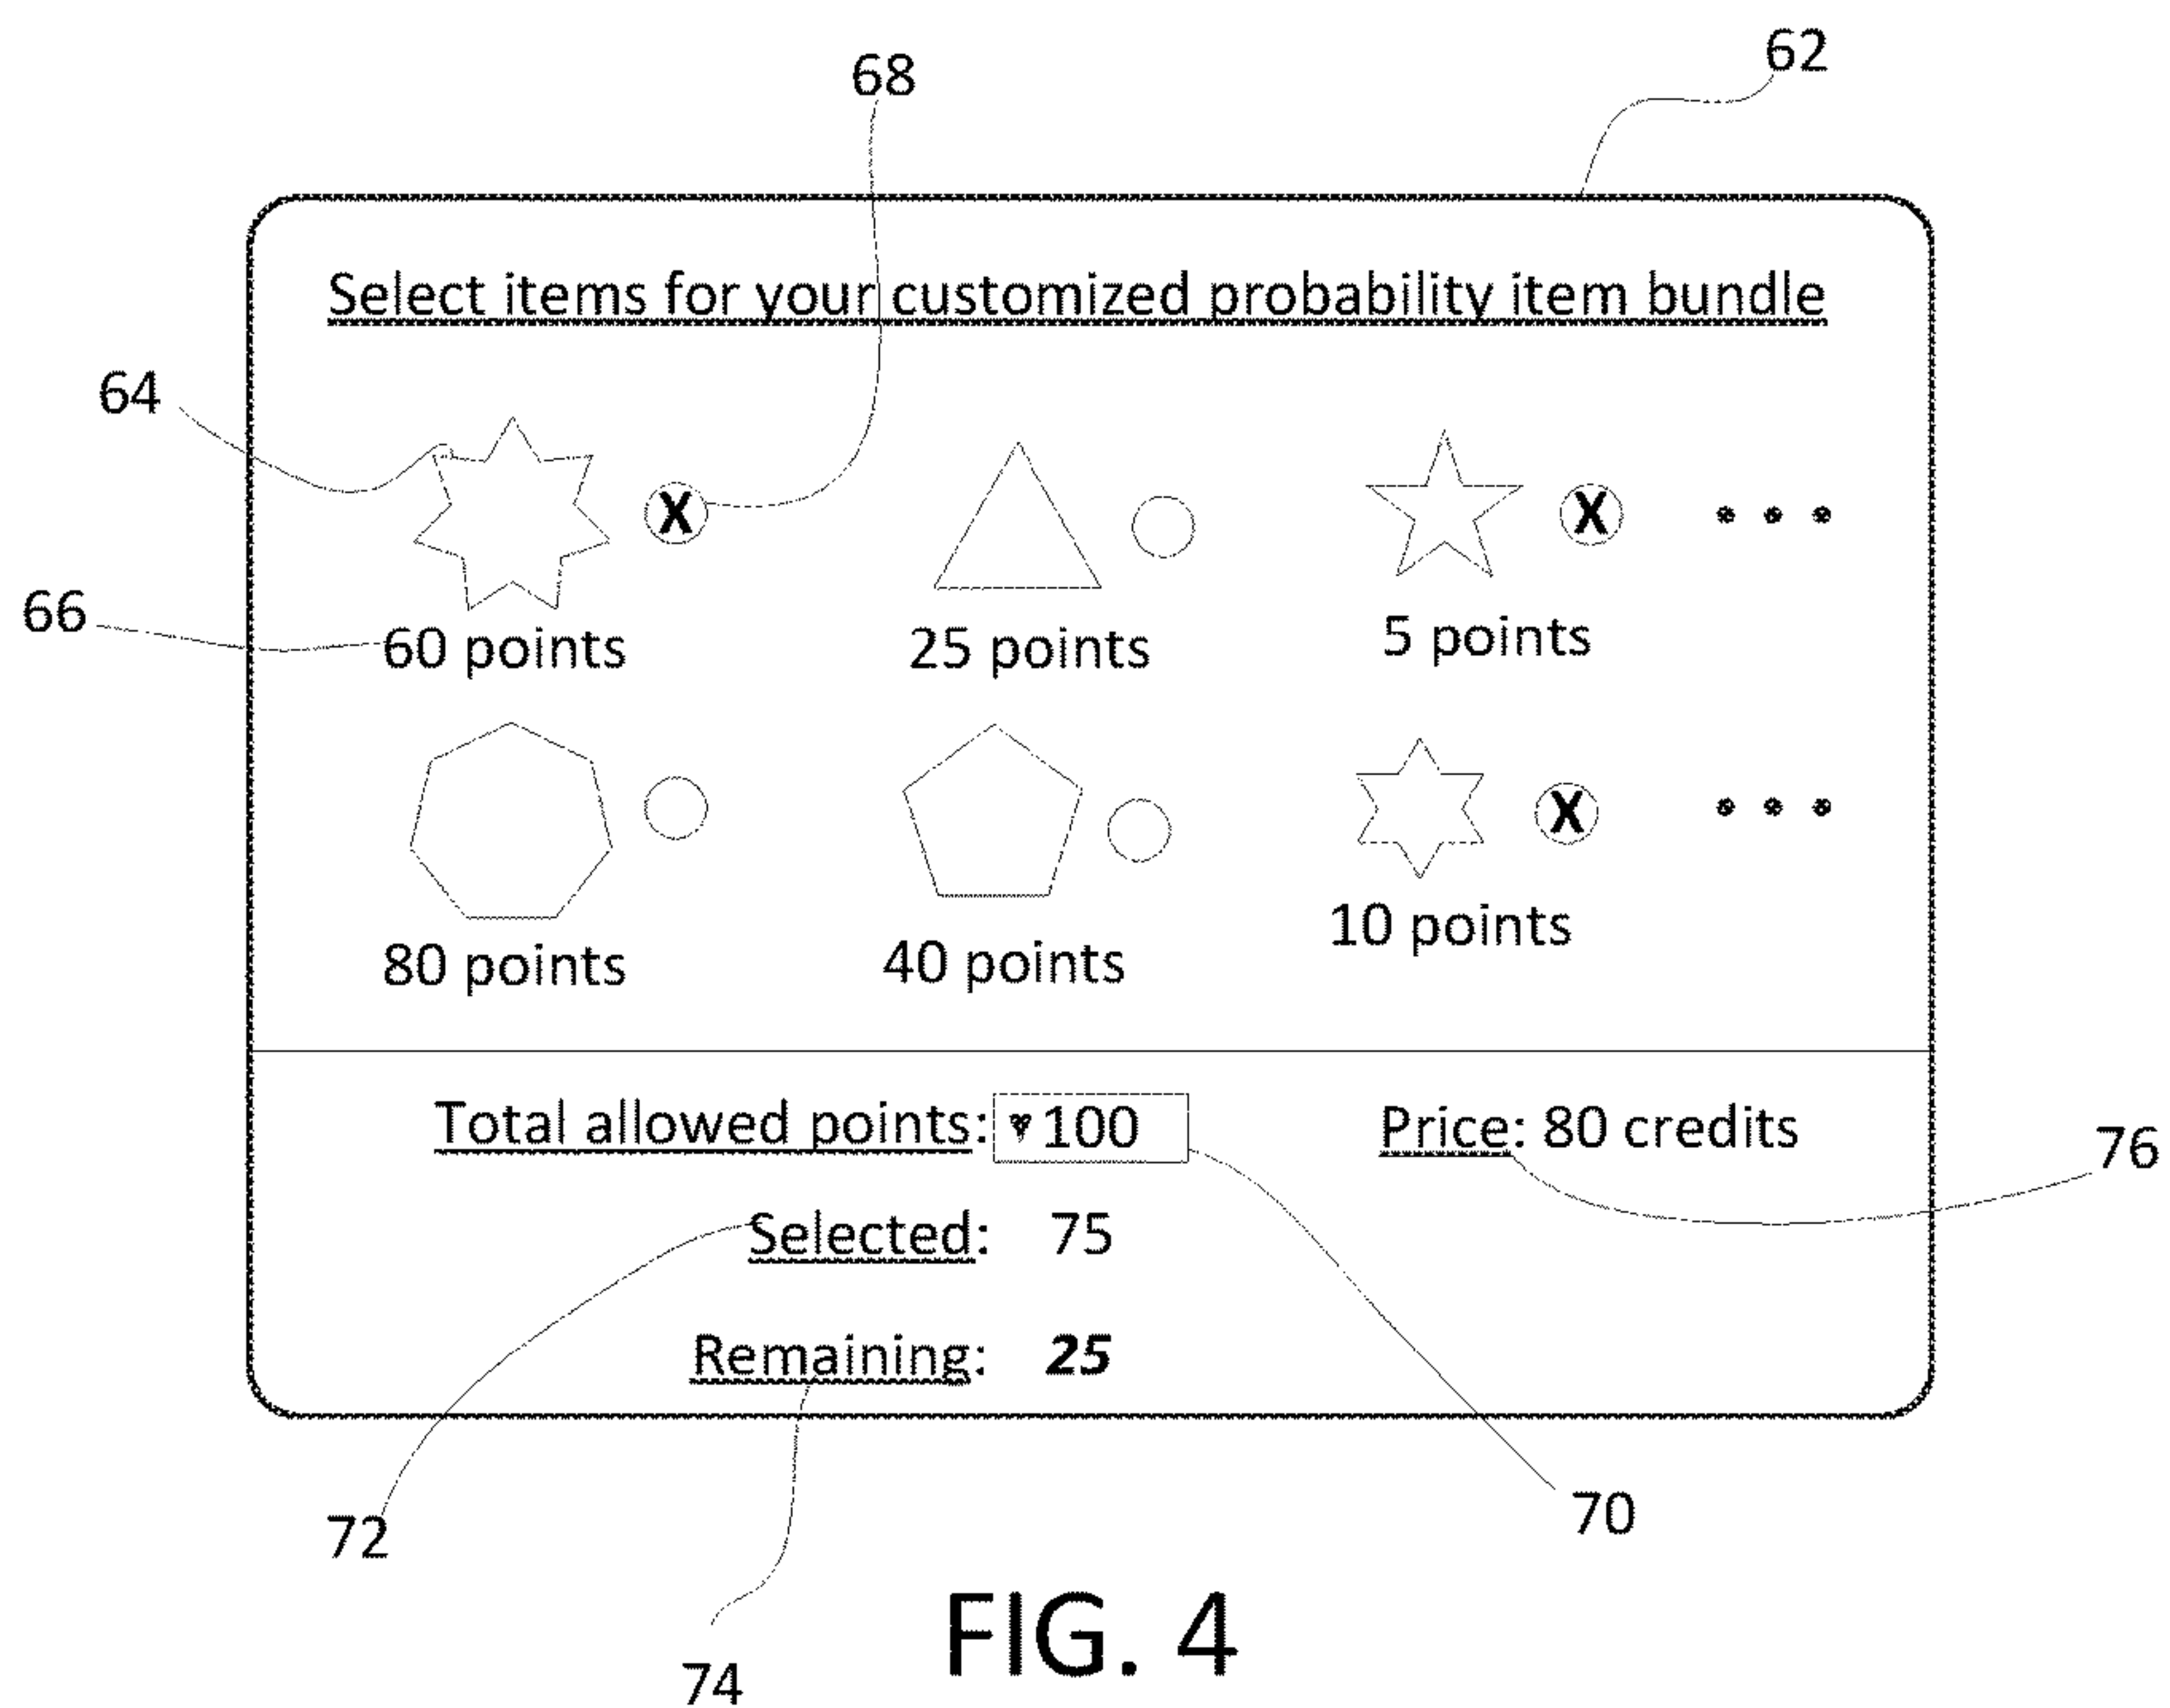 62
68
Select items for your customized probability item bundle
64
X
X
66
60 points
25 points
5 points
X
80 points
40 points
10 points
Total allowed points: ▾100
Price: 80 credits
76
Selected: 75
Remaining: 25
72
70
74
FIG. 4